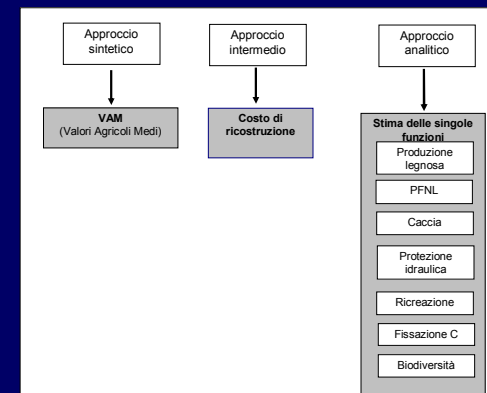 Approccio
sintetico
Approccio
intermedio
Approccio
analitico
VAM
(Valori Agricoli Medi)
Costo di
ricostruzione
Stima delle singole
funzioni
Produzione
legnosa
PFNL
Caccia
Protezione
idraulica
Ricreazione
Fissazione C
Biodiversità